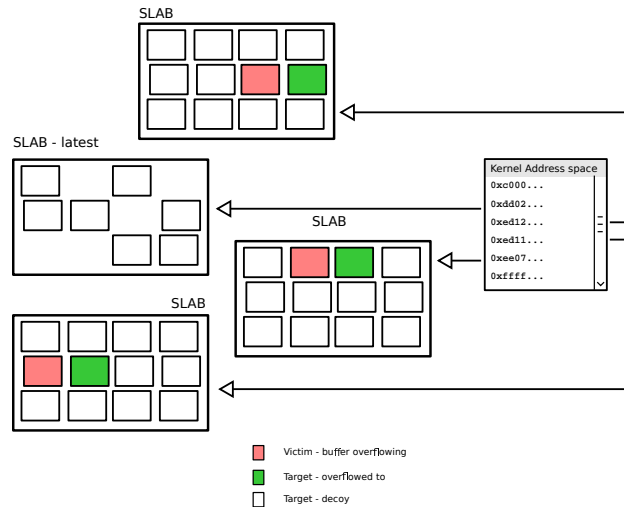 SLAB
SLAB - latest
Kernel Address space
0xc000...
0xdd02...
0xed12...
0xed11...
0xee07...
0xffff...
SLAB
SLAB
Victim - buffer overflowing
Target - overflowed to
Target - decoy